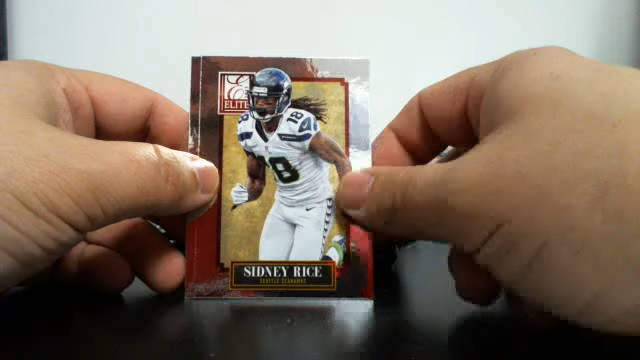 E
ELITE
18
18
SIDNEY RICE
SEATTLE SEAHAWKS